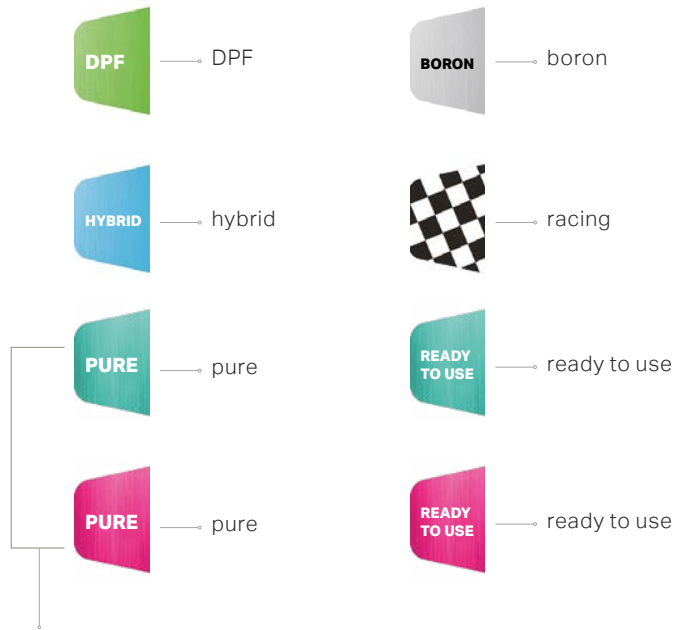 DPF
DPF
BORON
boron
HYBRID
hybrid
racing
PURE
pure
READY
TO USE
ready to use
PURE
pure
READY
TO USE
ready to use